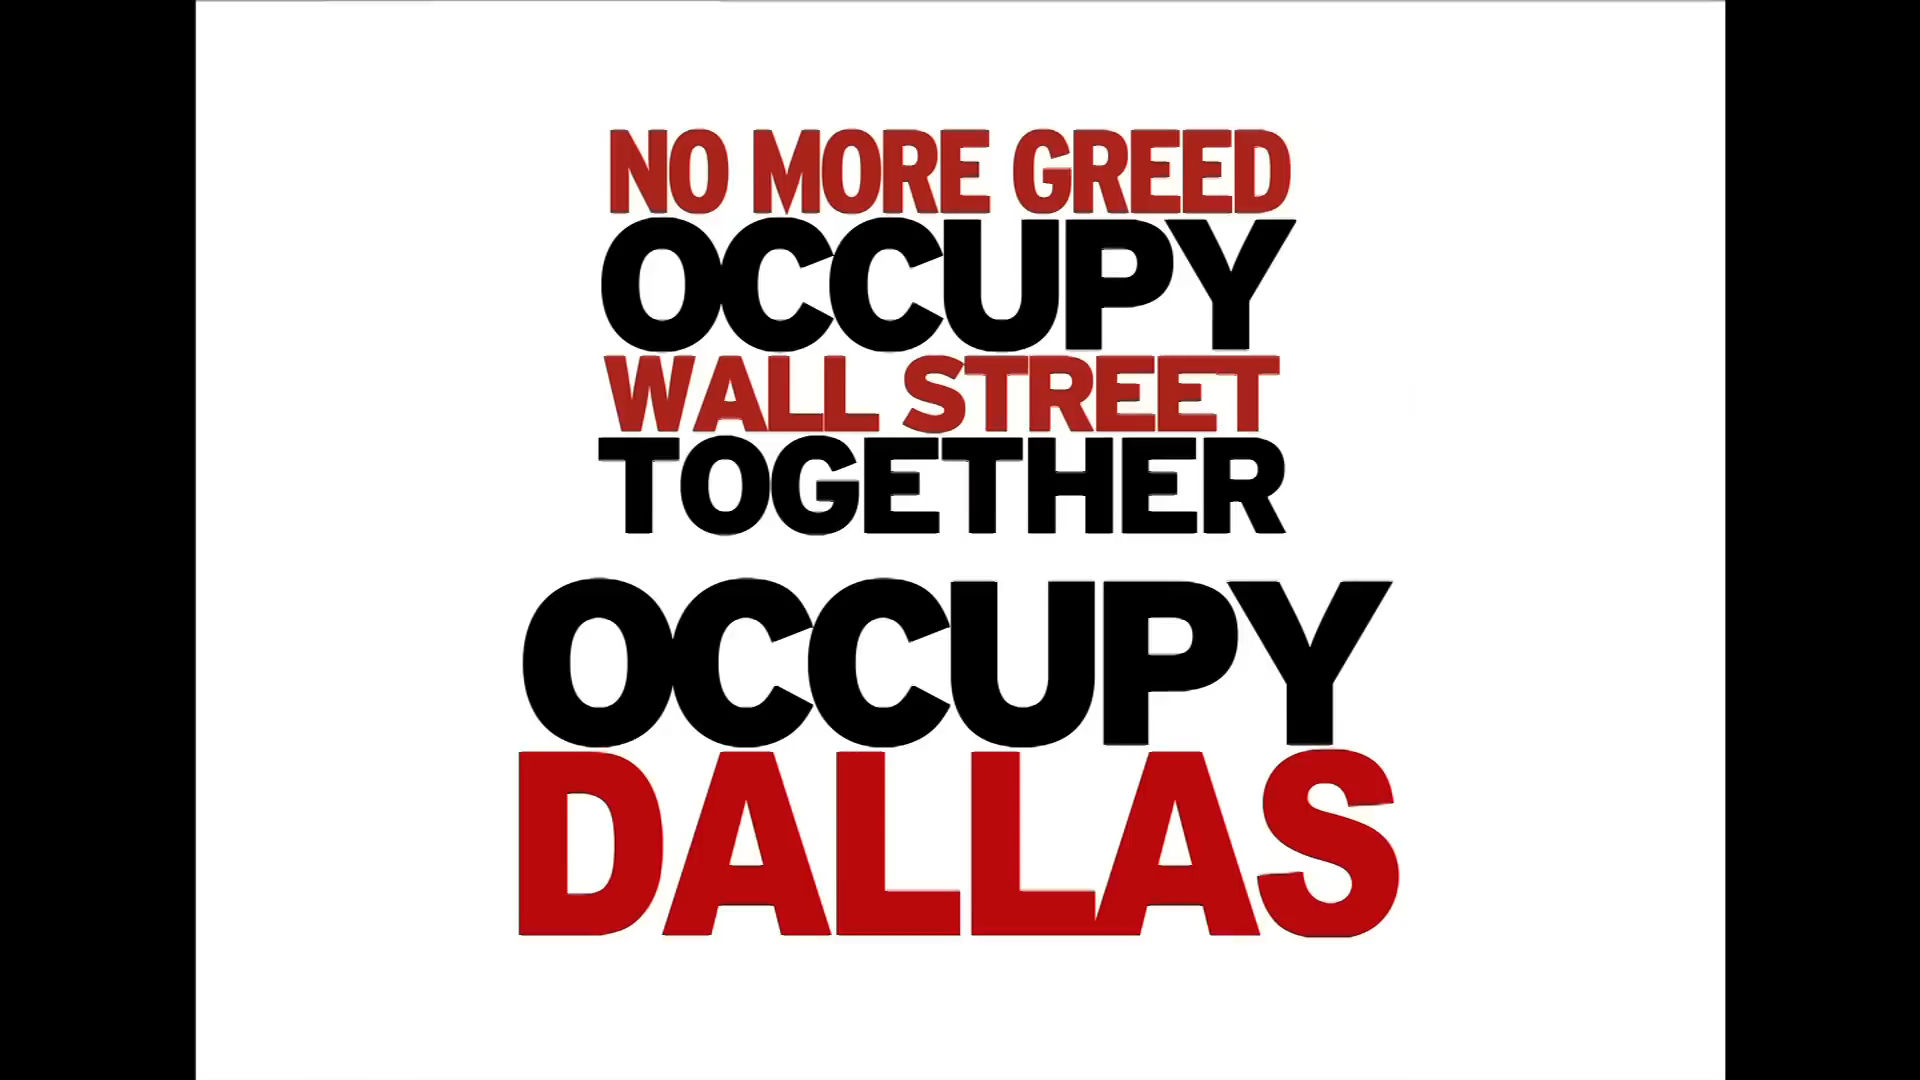 NO MORE GREED
OCCUPY
WALL STREET
TOGETHER
OCCUPY
DALLAS